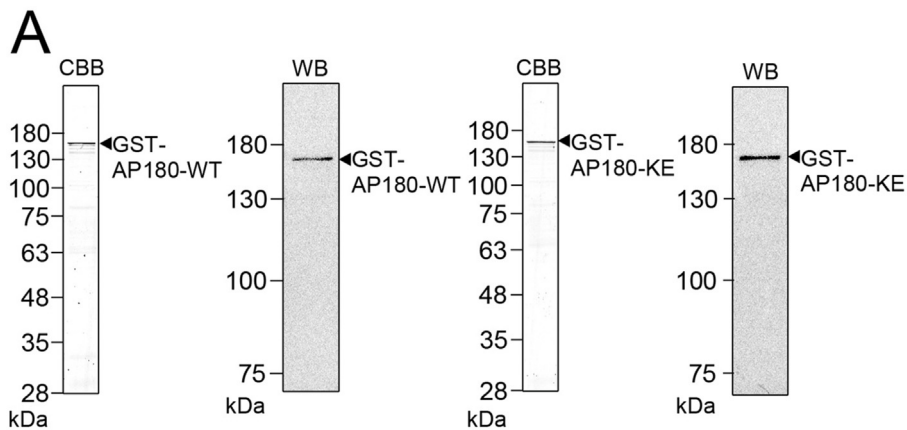 A
CBB
180
130
100
75
63
48
35
28
kDa
GST-
AP180-WT
WB
180
130
100
75
kDa
GST-
AP180-WT
CBB
180
130
100
75
63
48
35
28
kDa
GST-
AP180-KE
WB
180
130
100
75
kDa
GST-
AP180-KE